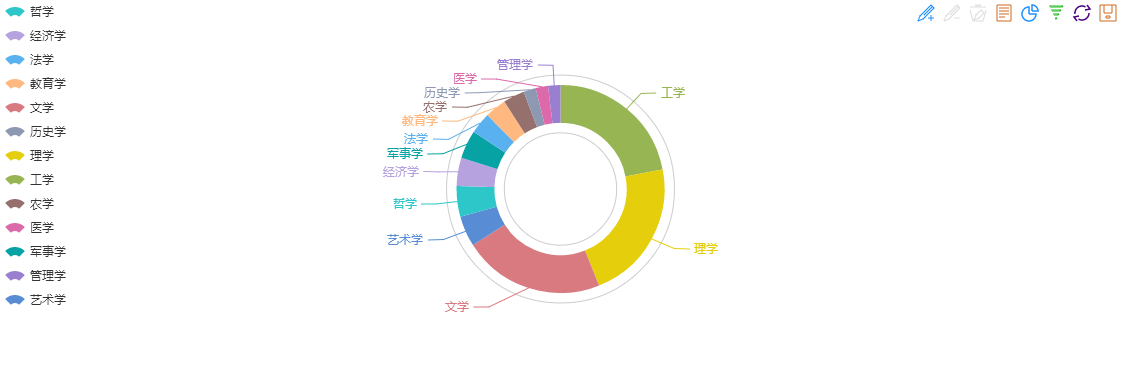 哲学
经济学
法学
教育学
文学
历史学
理学
工学
农学
医学
军事学
管理学
艺术学
管理学
医学
历史学
农学
教育学
法学
军事学
经济学
哲学
艺术学
文学
工学
理学